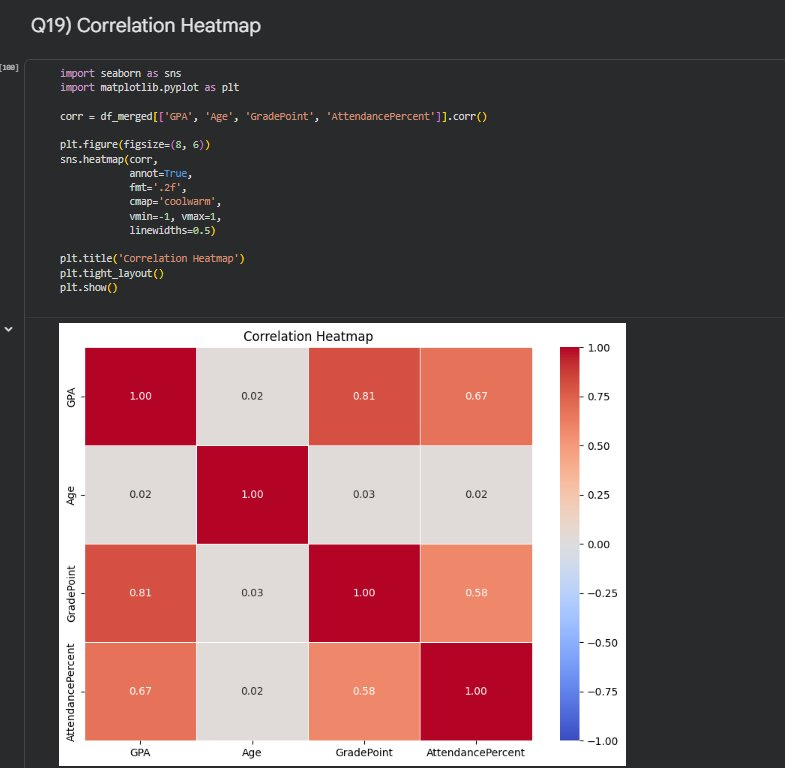 Q19) Correlation Heatmap
[100]
import seaborn as sns
import matplotlib.pyplot as plt
corr = df_merged[['GPA', 'Age', 'GradePoint', 'AttendancePercent']].corr()
plt.figure(figsize=(8, 6))
sns.heatmap(corr,
annot=True,
fmt='.2f',
cmap='coolwarm',
vmin=-1, vmax=1,
linewidths=0.5)
plt.title('Correlation Heatmap')
plt.tight_layout()
plt.show()
Correlation Heatmap
GPA
1.00 0.02 0.81 0.67
Age
0.02 1.00 0.03 0.02
GradePoint
0.81 0.03 1.00 0.58
AttendancePercent
0.67 0.02 0.58 1.00
GPA Age GradePoint AttendancePercent
1.00
0.75
0.50
0.25
0.00
−0.25
−0.50
−0.75
−1.00